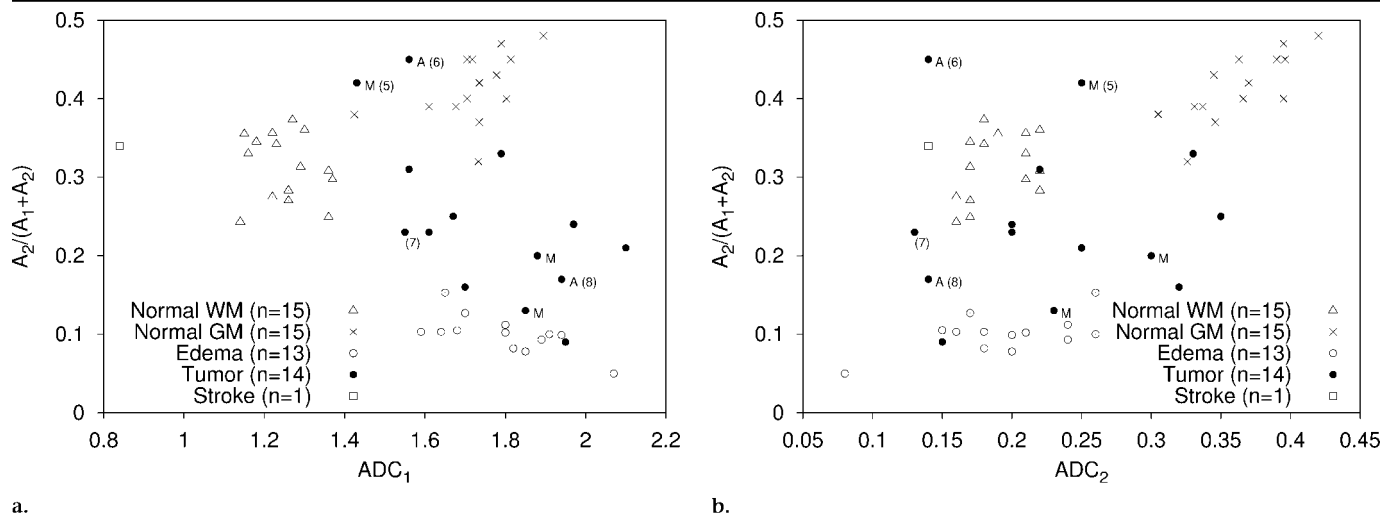 0.5
0.4
0.3
0.2
0.1
0
A2/(A1+A2)
A (6)
M (5)
(7)
M
A (8)
M
Normal WM (n=15)
Normal GM (n=15)
Edema (n=13)
Tumor (n=14)
Stroke (n=1)
0.8 1 1.2 1.4 1.6 1.8 2 2.2
ADC1
a.
0.5
0.4
0.3
0.2
0.1
0
A2/(A1+A2)
A (6)
M (5)
(7)
M
A (8)
M
Normal WM (n=15)
Normal GM (n=15)
Edema (n=13)
Tumor (n=14)
Stroke (n=1)
0.05 0.1 0.15 0.2 0.25 0.3 0.35 0.4 0.45
ADC2
b.